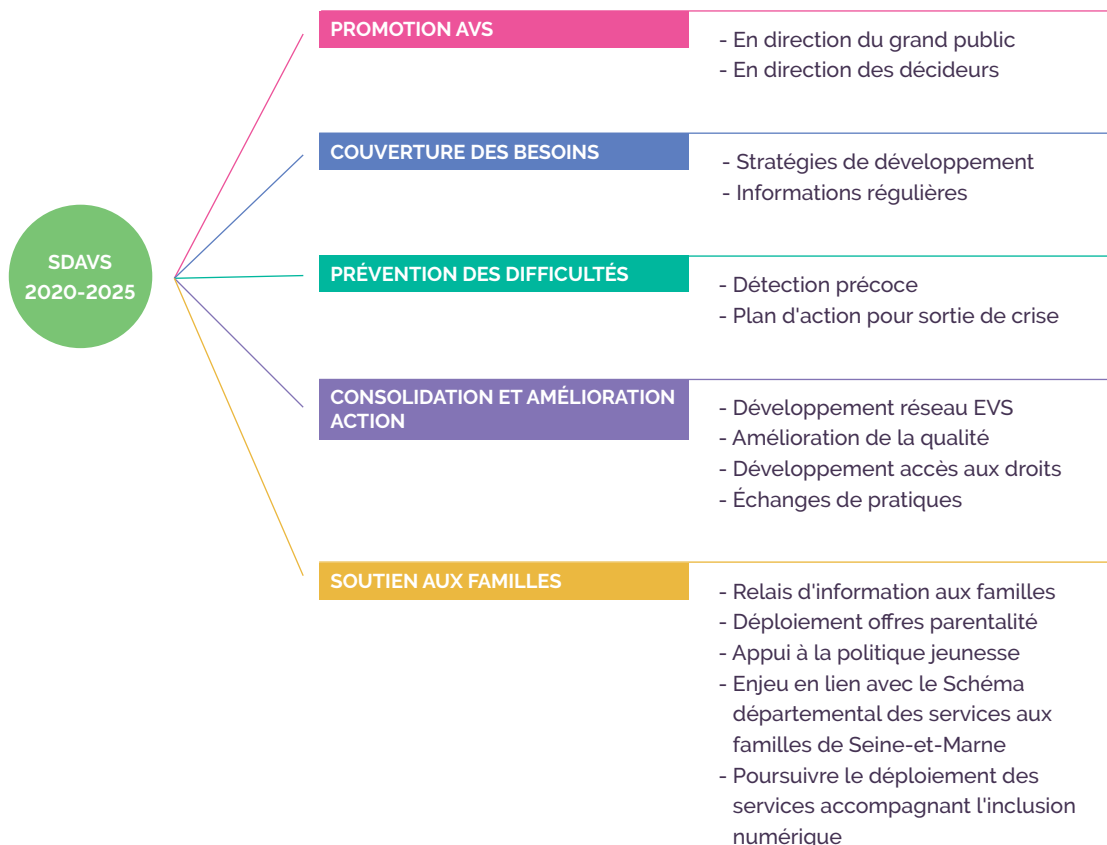 SDAVS
2020-2025
PROMOTION AVS
- En direction du grand public
- En direction des décideurs
COUVERTURE DES BESOINS
- Stratégies de développement
- Informations régulières
PRÉVENTION DES DIFFICULTÉS
- Détection précoce
- Plan d'action pour sortie de crise
CONSOLIDATION ET AMÉLIORATION
ACTION
- Développement réseau EVS
- Amélioration de la qualité
- Développement accès aux droits
- Échanges de pratiques
SOUTIEN AUX FAMILLES
- Relais d'information aux familles
- Déploiement offres parentalité
- Appui à la politique jeunesse
- Enjeu en lien avec le Schéma
départemental des services aux
familles de Seine-et-Marne
- Poursuivre le déploiement des
services accompagnant l'inclusion
numérique